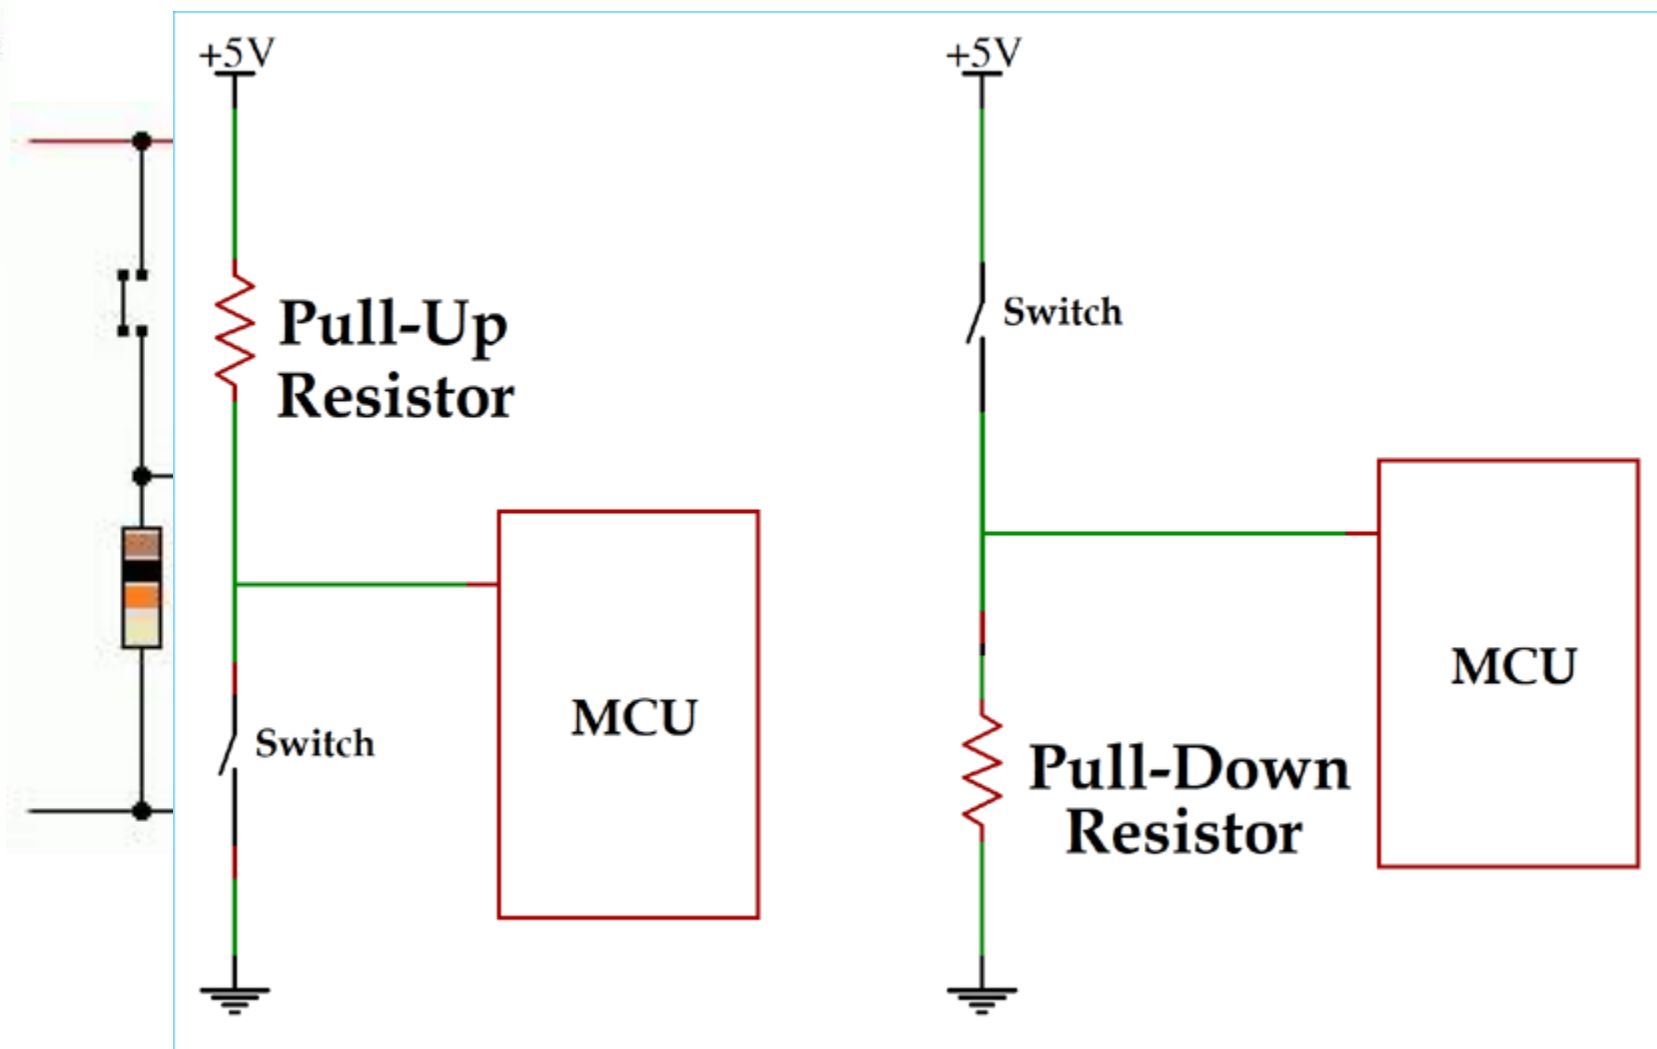 +5V
Pull-Up
Resistor
MCU
Switch
+5V
Switch
MCU
Pull-Down
Resistor